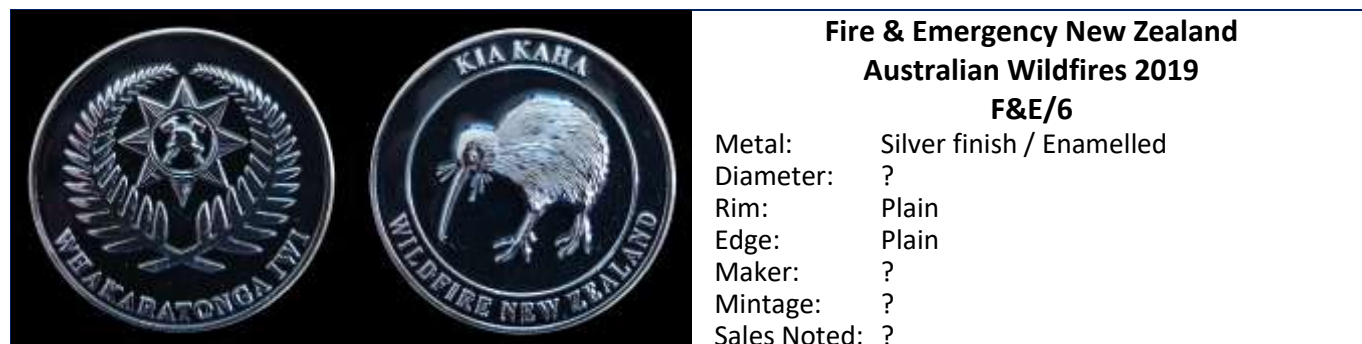 WHAKARATONGA IWI
KIA KAHA
WILDFIRE NEW ZEALAND
Fire & Emergency New Zealand
Australian Wildfires 2019
F&E/6
Metal: Silver finish / Enamelled
Diameter: ?
Rim: Plain
Edge: Plain
Maker: ?
Mintage: ?
Sales Noted: ?